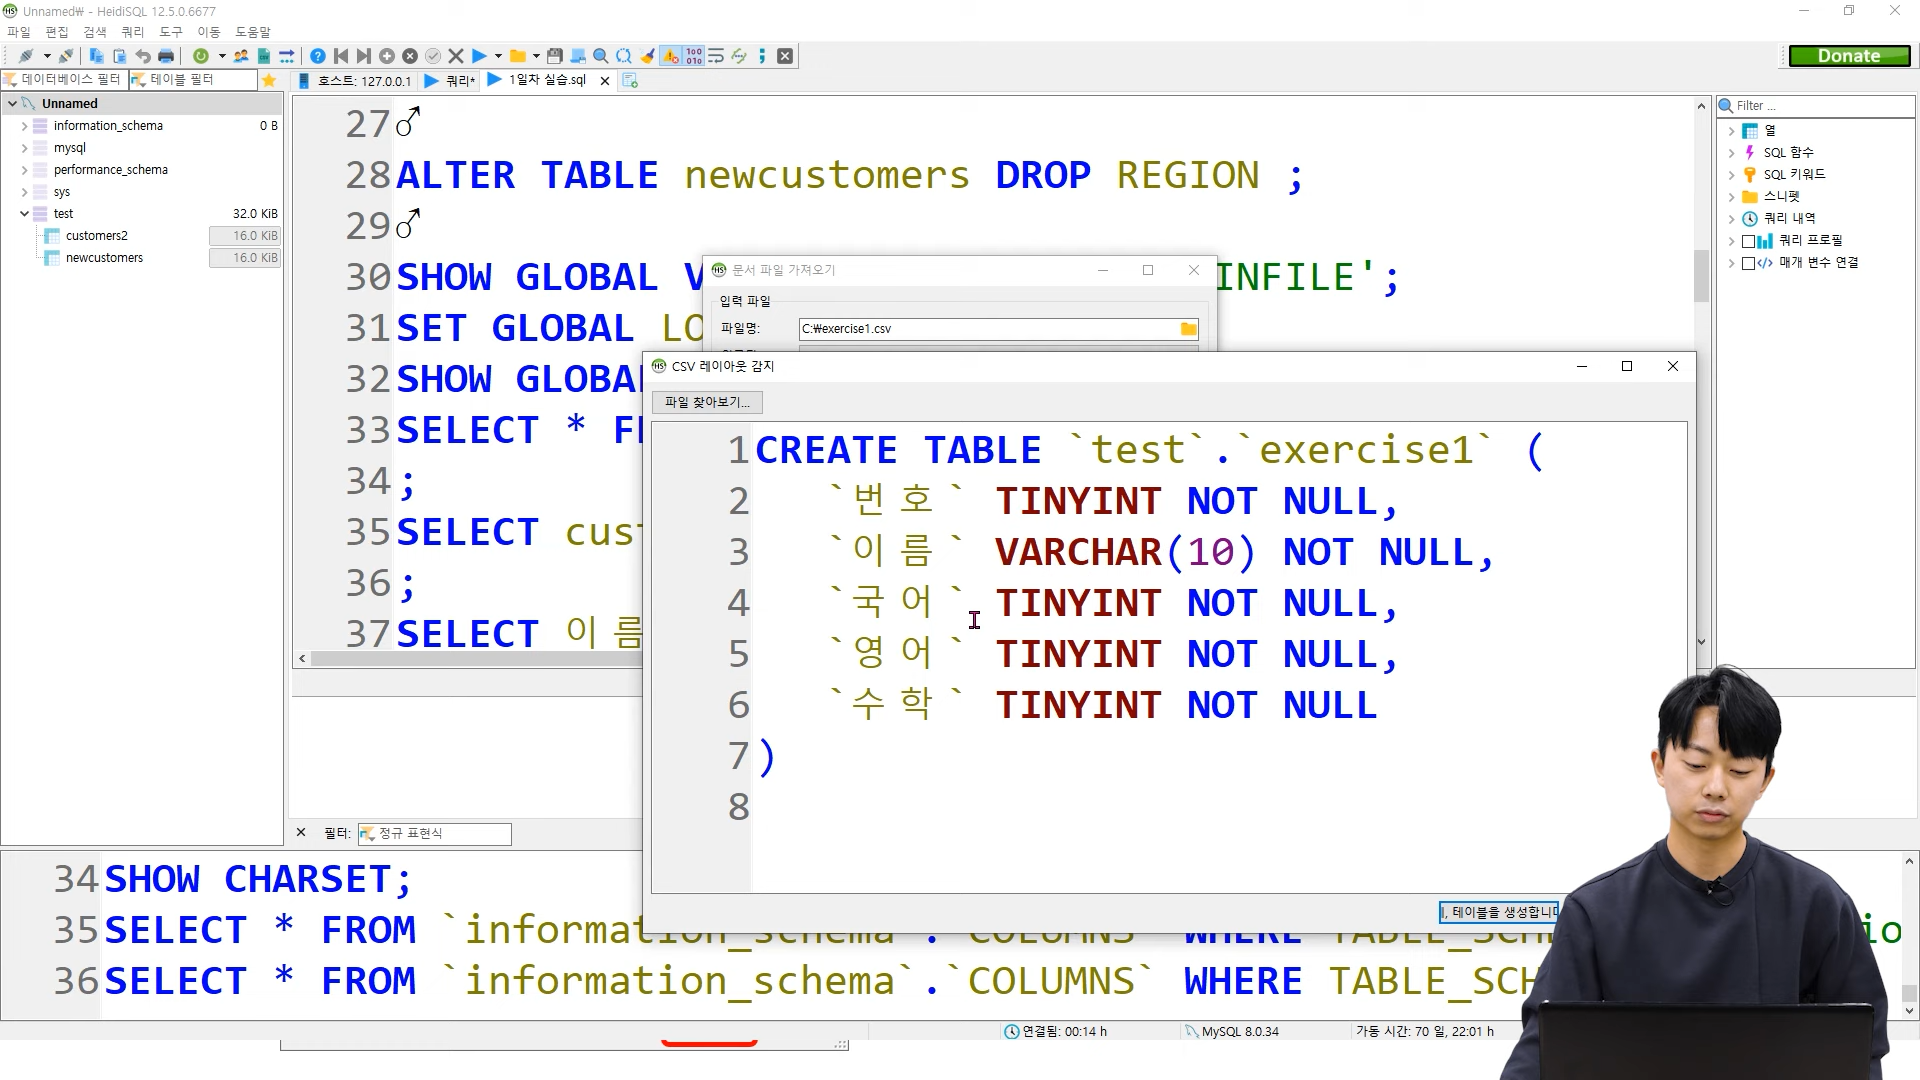 Unnamed₩ - HeidiSQL 12.5.0.6677
파일 편집 검색 쿼리 도구 이동 도움말
Donate
데이터베이스 필터 테이블 필터
호스트: 127.0.0.1 쿼리* 1일차 실습.sql
Unnamed
information_schema 0 B
mysql
performance_schema
sys
test 32.0 KiB
customers2 16.0 KiB
newcustomers 16.0 KiB
27
28 ALTER TABLE newcustomers DROP REGION ;
29
30 SHOW GLOBAL V INFILE';
31 SET GLOBAL LO
32 SHOW GLOBAL
33 SELECT * F
34 ;
35 SELECT cus
36 ;
37 SELECT 이름
문서 파일 가져오기
입력 파일
파일명: C:₩exercise1.csv
CSV 레이아웃 감지
파일 찾아보기...
1 CREATE TABLE `test`.`exercise1` (
2 `번호` TINYINT NOT NULL,
3 `이름` VARCHAR(10) NOT NULL,
4 `국어` TINYINT NOT NULL,
5 `영어` TINYINT NOT NULL,
6 `수학` TINYINT NOT NULL
7 )
8
, 테이블을 생성합니다
Filter ...
열
SQL 함수
SQL 키워드
스니펫
쿼리 내역
쿼리 프로필
매개 변수 연결
필터: 정규 표현식
34 SHOW CHARSET;
35 SELECT * FROM `information_schema`.`COLUMNS` WHERE TABLE_SCHE
36 SELECT * FROM `information_schema`.`COLUMNS` WHERE TABLE_SCH
연결됨: 00:14 h MySQL 8.0.34 가동 시간: 70 일, 22:01 h